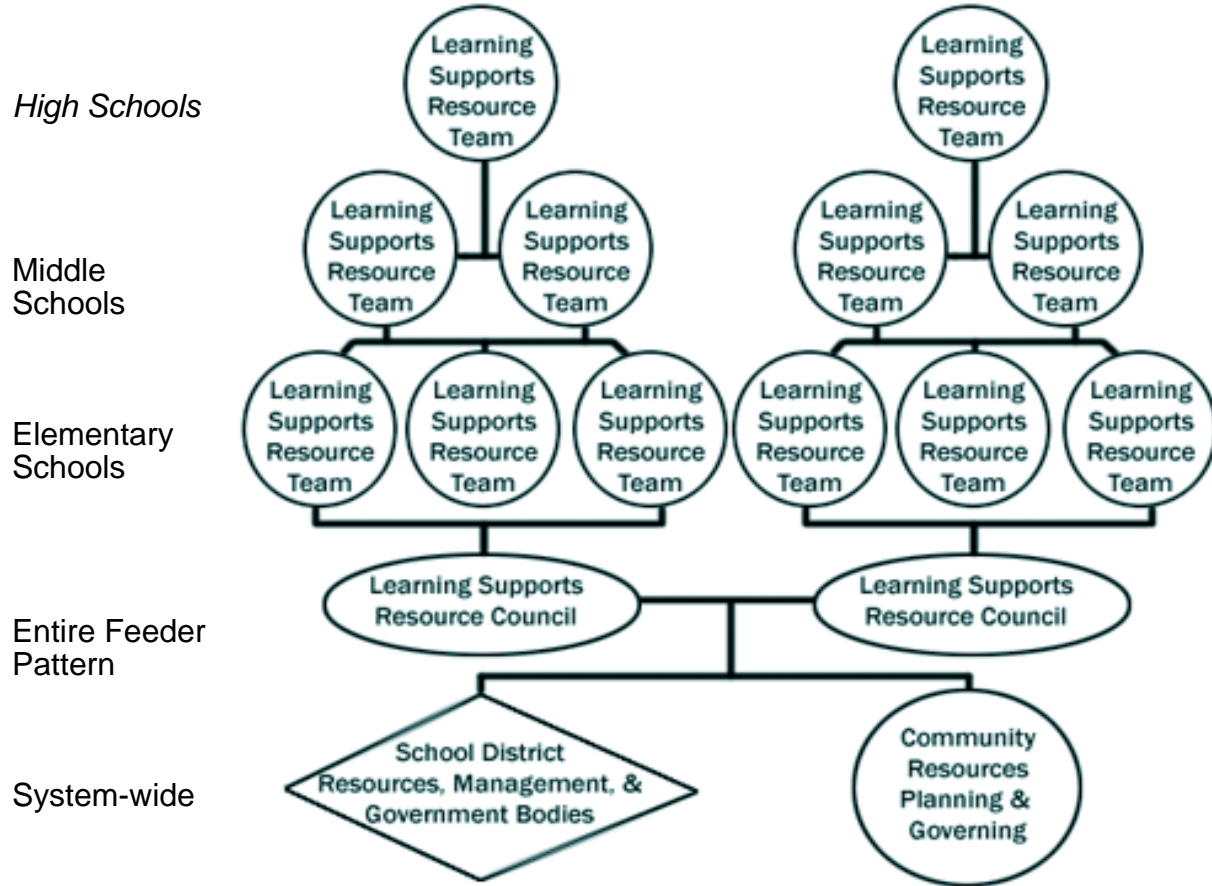 Learning
Supports
Resource
Team
Learning
Supports
Resource
Team
High Schools
Learning
Supports
Resource
Team
Learning
Supports
Resource
Team
Learning
Supports
Resource
Team
Learning
Supports
Resource
Team
Middle
Schools
Learning
Supports
Resource
Team
Learning
Supports
Resource
Team
Learning
Supports
Resource
Team
Learning
Supports
Resource
Team
Learning
Supports
Resource
Team
Learning
Supports
Resource
Team
Elementary
Schools
Learning Supports
Resource Council
Learning Supports
Resource Council
Entire Feeder
Pattern
School District
Resources, Management, &
Government Bodies
Community
Resources
Planning &
Governing
System-wide